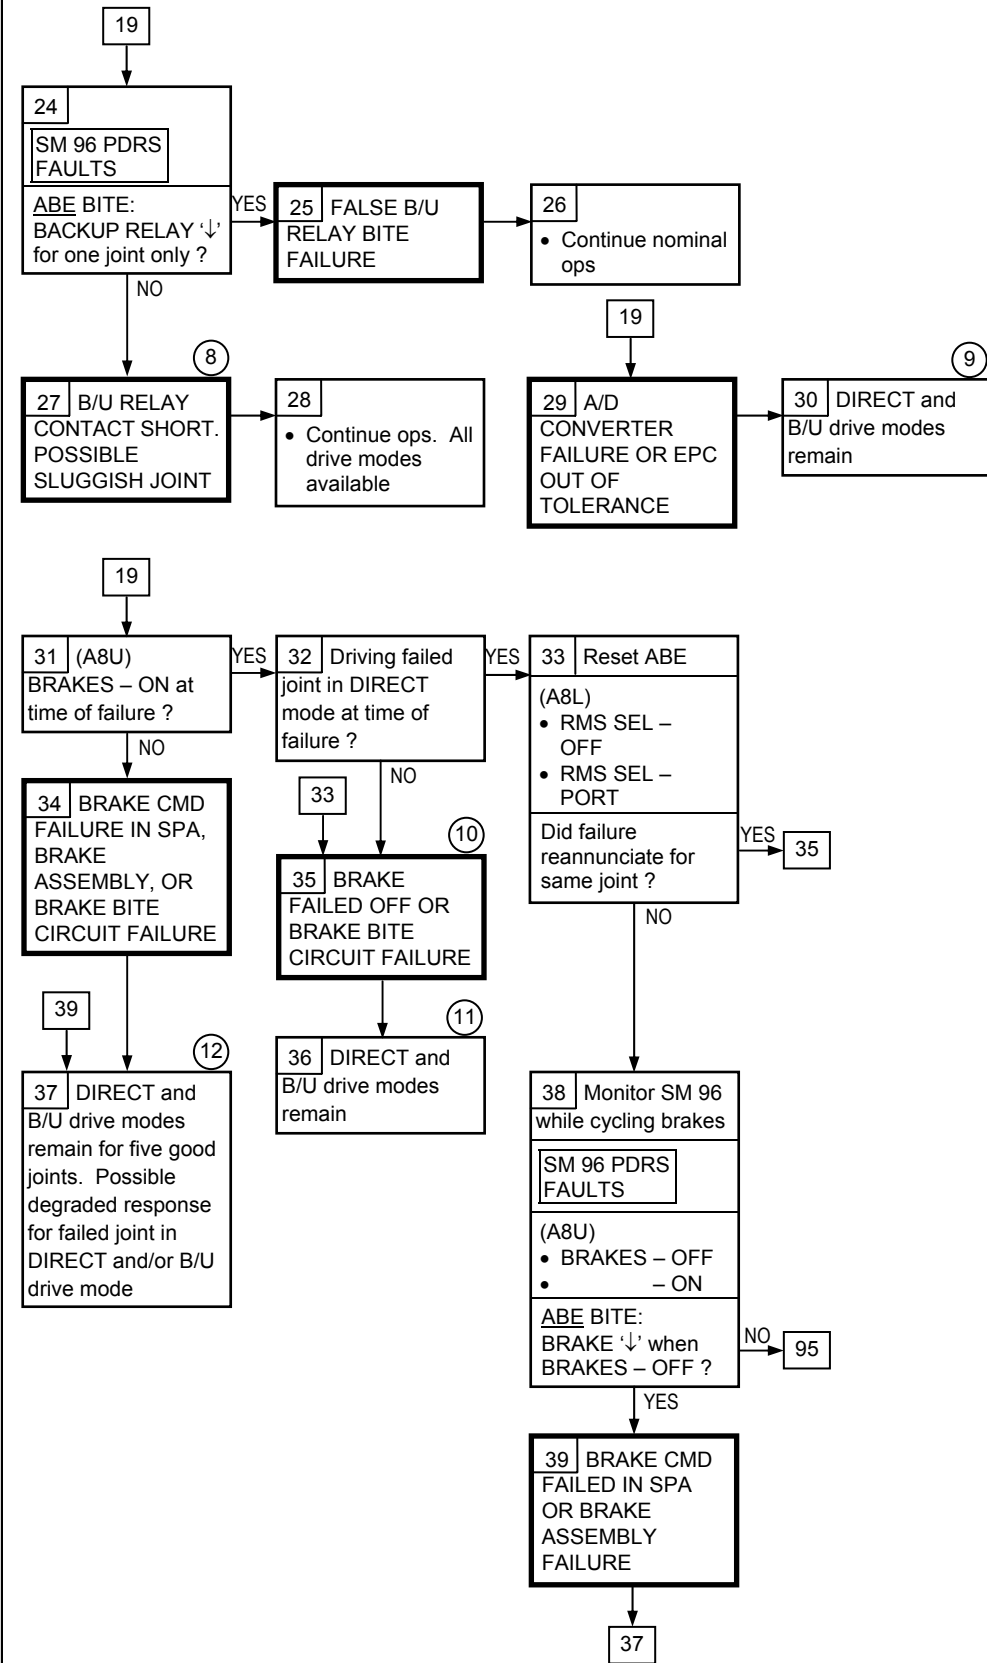 19
24
SM 96 PDRS
FAULTS
ABE BITE:
BACKUP RELAY ‘↓’
for one joint only ?
YES
NO
25 FALSE B/U
RELAY BITE
FAILURE
26
• Continue nominal
ops
8
27 B/U RELAY
CONTACT SHORT.
POSSIBLE
SLUGGISH JOINT
28
• Continue ops. All
drive modes
available
19
29 A/D
CONVERTER
FAILURE OR EPC
OUT OF
TOLERANCE
9
30 DIRECT and
B/U drive modes
remain
19
31 (A8U)
BRAKES – ON at
time of failure ?
YES
NO
32 Driving failed
joint in DIRECT
mode at time of
failure ?
YES
NO
33 Reset ABE
(A8L)
• RMS SEL –
OFF
• RMS SEL –
PORT
Did failure
reannunciate for
same joint ?
YES
35
NO
34 BRAKE CMD
FAILURE IN SPA,
BRAKE
ASSEMBLY, OR
BRAKE BITE
CIRCUIT FAILURE
33
10
35 BRAKE
FAILED OFF OR
BRAKE BITE
CIRCUIT FAILURE
11
36 DIRECT and
B/U drive modes
remain
39
12
37 DIRECT and
B/U drive modes
remain for five good
joints. Possible
degraded response
for failed joint in
DIRECT and/or B/U
drive mode
38 Monitor SM 96
while cycling brakes
SM 96 PDRS
FAULTS
(A8U)
• BRAKES – OFF
• – ON
ABE BITE:
BRAKE ‘↓’ when
BRAKES – OFF ?
NO
95
YES
39 BRAKE CMD
FAILED IN SPA
OR BRAKE
ASSEMBLY
FAILURE
37